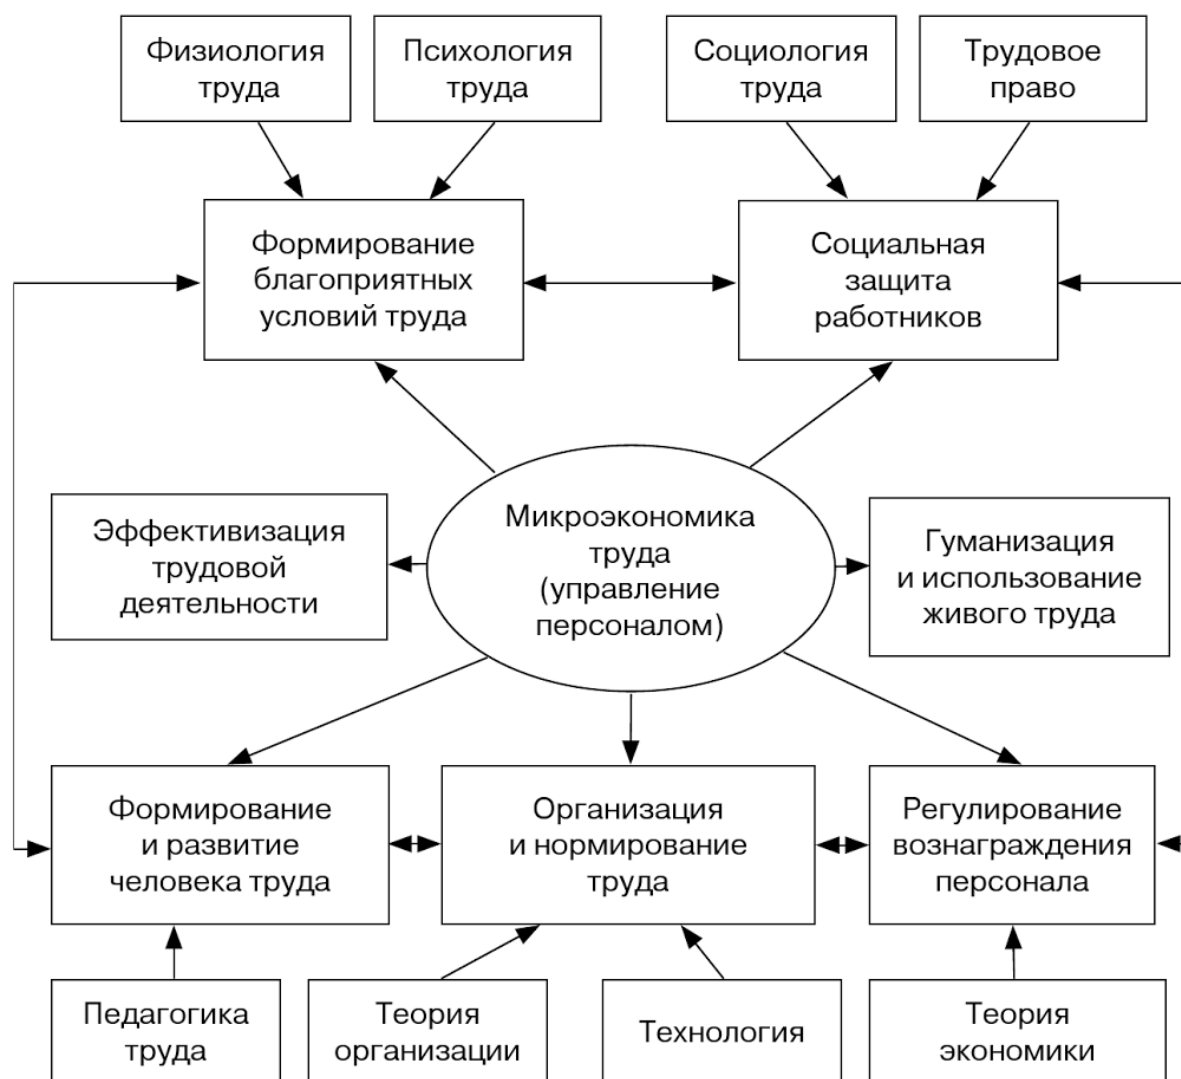 Физиология
труда
Психология
труда
Социология
труда
Трудовое
право
Формирование
благоприятных
условий труда
Социальная
защита
работников
Микроэкономика
труда
(управление
персоналом)
Эффективизация
трудовой
деятельности
Гуманизация
и использование
живого труда
Формирование
и развитие
человека труда
Организация
и нормирование
труда
Регулирование
вознаграждения
персонала
Педагогика
труда
Теория
организации
Технология
Теория
экономики